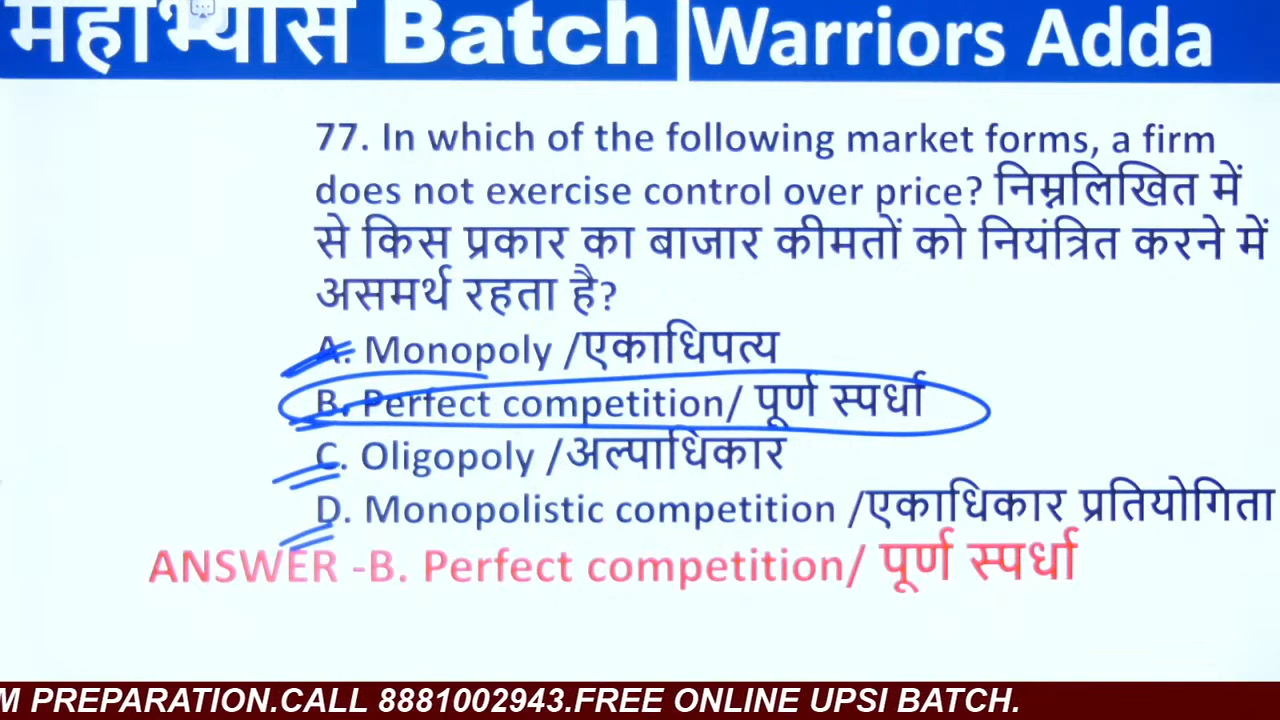 महाभ्यास Batch Warriors Adda
77. In which of the following market forms, a firm
does not exercise control over price? निम्नलिखित में
से किस प्रकार का बाजार कीमतों को नियंत्रित करने में
असमर्थ रहता है?
A. Monopoly /एकाधिपत्य
B. Perfect competition/ पूर्ण स्पर्धा
C. Oligopoly /अल्पाधिकार
D. Monopolistic competition /एकाधिकार प्रतियोगिता
ANSWER -B. Perfect competition/ पूर्ण स्पर्धा
M PREPARATION.CALL 8881002943.FREE ONLINE UPSI BATCH.